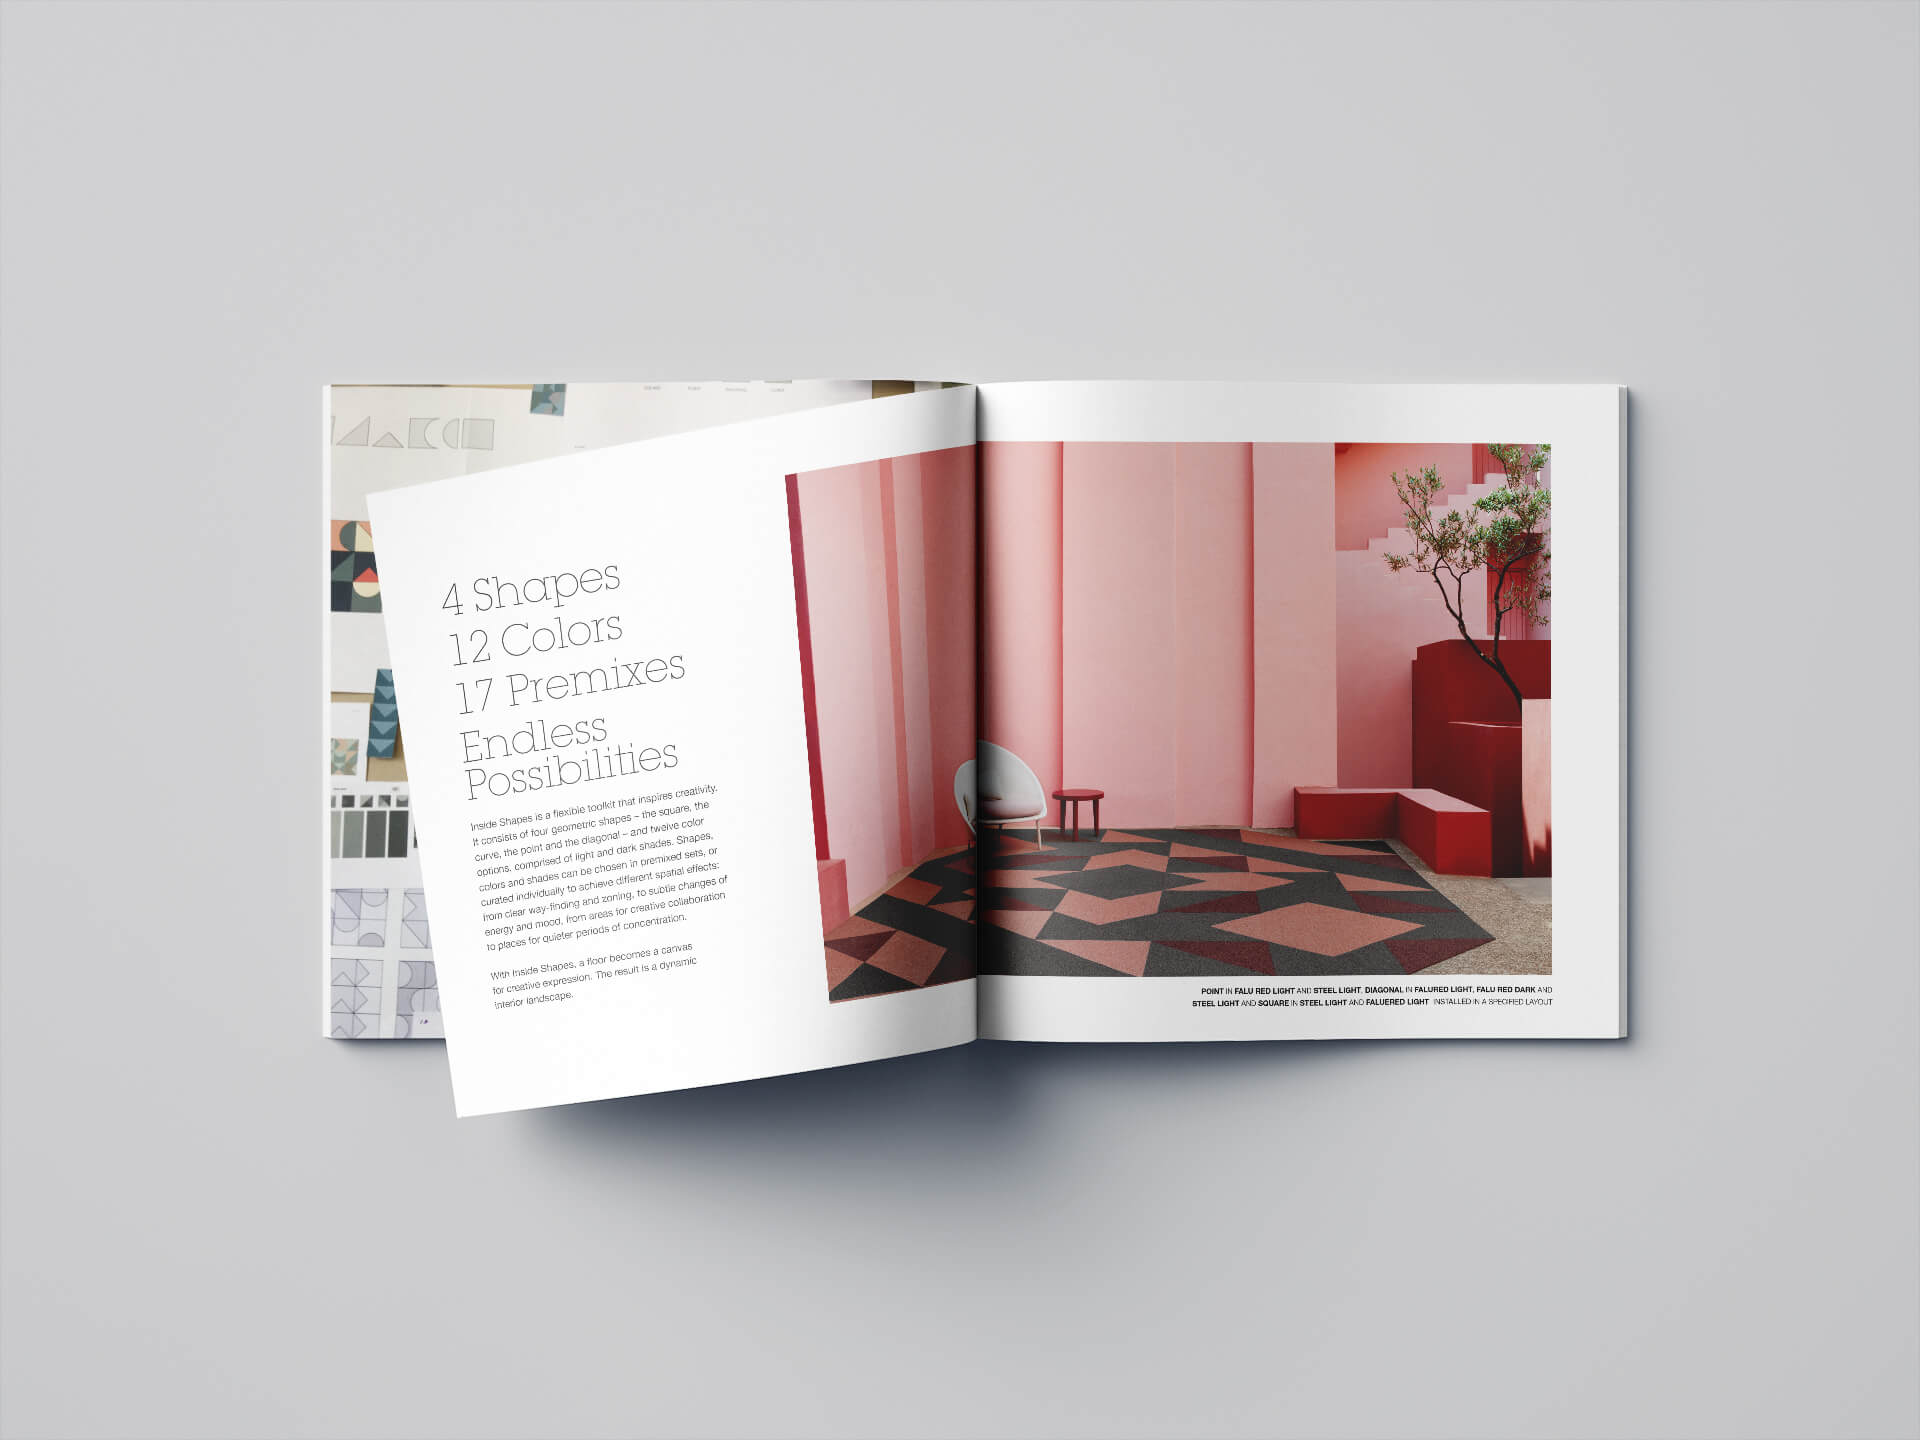 4 Shapes
12 Colors
17 Premixes
Endless
Possibilities
Inside Shapes is a flexible toolkit that inspires creativity.
It consists of four geometric shapes – the square, the
curve, the point and the diagonal – and twelve color
options, comprised of light and dark shades. Shapes,
colors and shades can be chosen in premixed sets, or
curated individually to achieve different spatial effects:
from clear way-finding and zoning, to subtle changes of
energy and mood, from areas for creative collaboration
to places for quieter periods of concentration.
With Inside Shapes, a floor becomes a canvas
for creative expression. The result is a dynamic
interior landscape.
POINT IN FALU RED LIGHT AND STEEL LIGHT, DIAGONAL IN FALURED LIGHT, FALU RED DARK AND
STEEL LIGHT AND SQUARE IN STEEL LIGHT AND FALUERED LIGHT INSTALLED IN A SPECIFIED LAYOUT